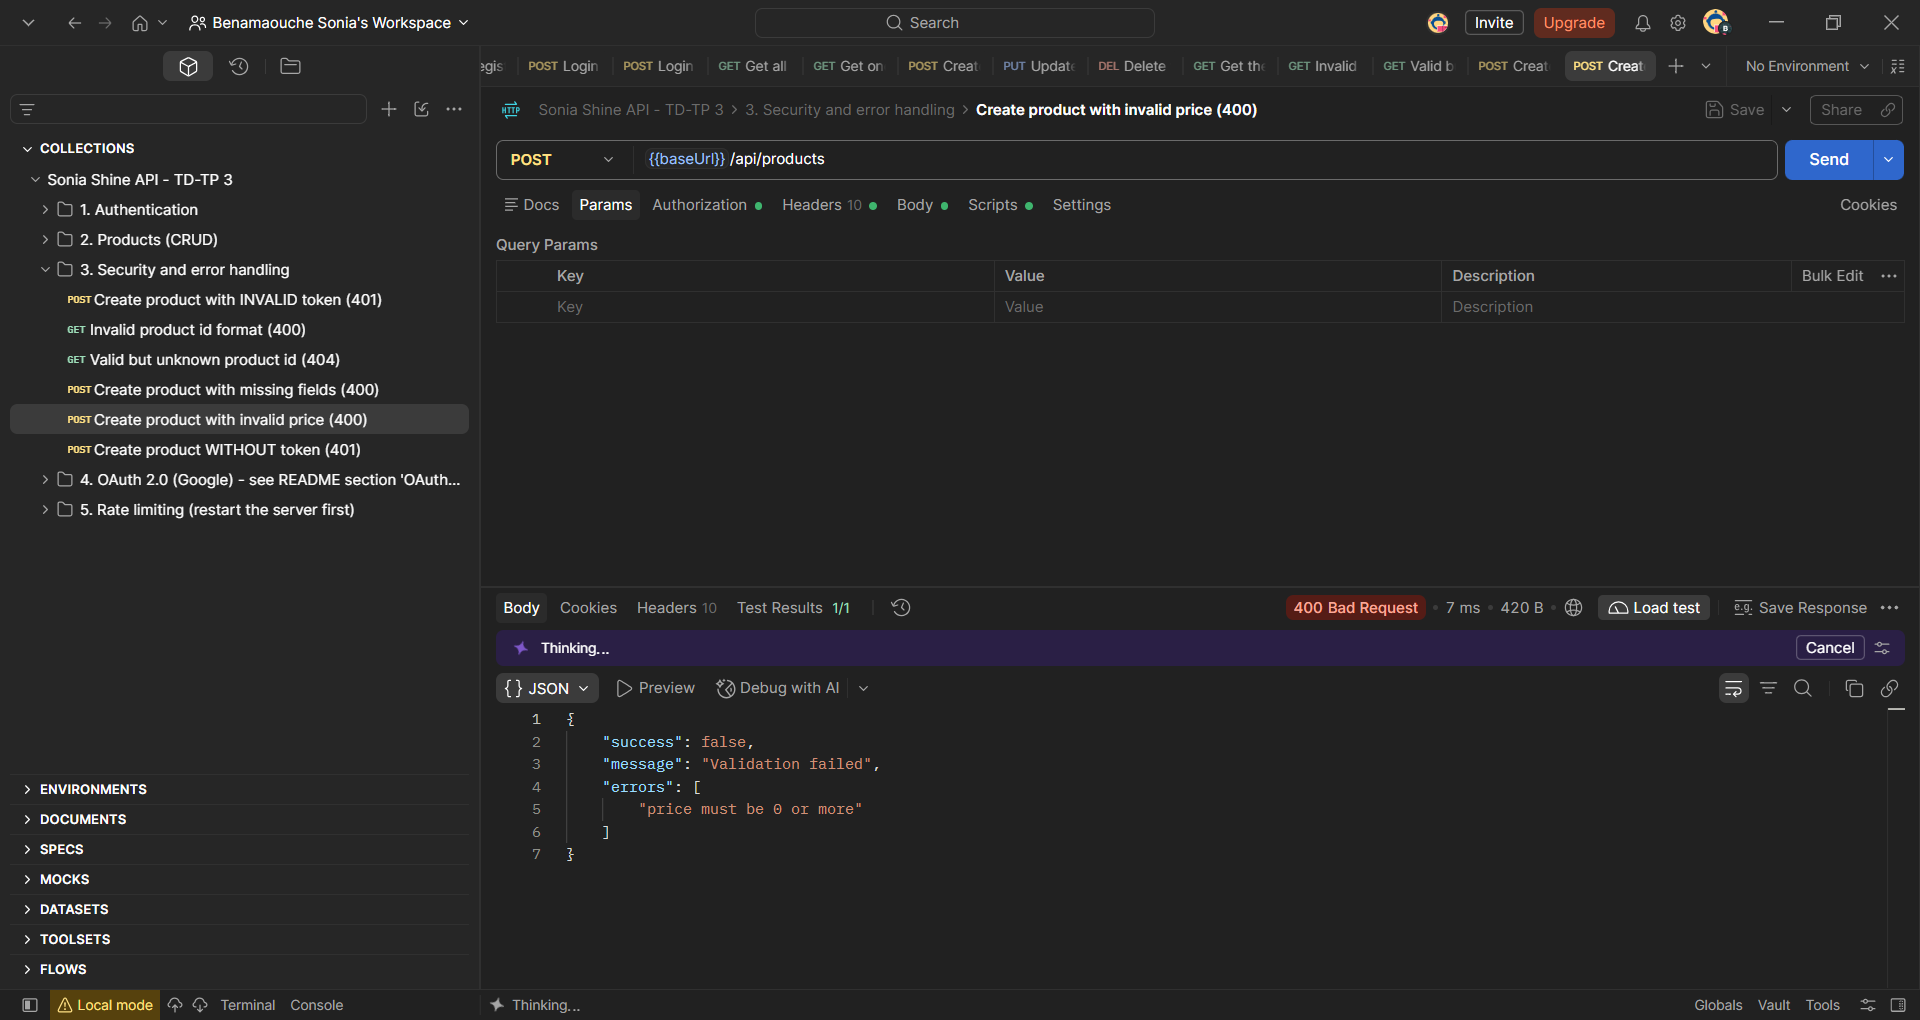 Benamaouche Sonia's Workspace
Search
Invite
Upgrade
egis
POST Login
POST Login
GET Get all
GET Get on
POST Creat
PUT Update
DEL Delete
GET Get the
GET Invalid
GET Valid b
POST Creat
POST Creat
No Environment
HTTP Sonia Shine API - TD-TP 3 > 3. Security and error handling > Create product with invalid price (400)
Save
Share
COLLECTIONS
Sonia Shine API - TD-TP 3
1. Authentication
2. Products (CRUD)
3. Security and error handling
POST Create product with INVALID token (401)
GET Invalid product id format (400)
GET Valid but unknown product id (404)
POST Create product with missing fields (400)
POST Create product with invalid price (400)
POST Create product WITHOUT token (401)
4. OAuth 2.0 (Google) - see README section 'OAuth...
5. Rate limiting (restart the server first)
ENVIRONMENTS
DOCUMENTS
SPECS
MOCKS
DATASETS
TOOLSETS
FLOWS
POST
{{baseUrl}} /api/products
Send
Docs
Params
Authorization
Headers 10
Body
Scripts
Settings
Cookies
Query Params
Key
Value
Description
Bulk Edit
Key
Value
Description
Body
Cookies
Headers 10
Test Results 1/1
400 Bad Request
7 ms
420 B
Load test
e.g. Save Response
Thinking...
Cancel
{} JSON
Preview
Debug with AI
1 {
2 "success": false,
3 "message": "Validation failed",
4 "errors": [
5 "price must be 0 or more"
6 ]
7 }
Local mode
Terminal
Console
Thinking...
Globals
Vault
Tools